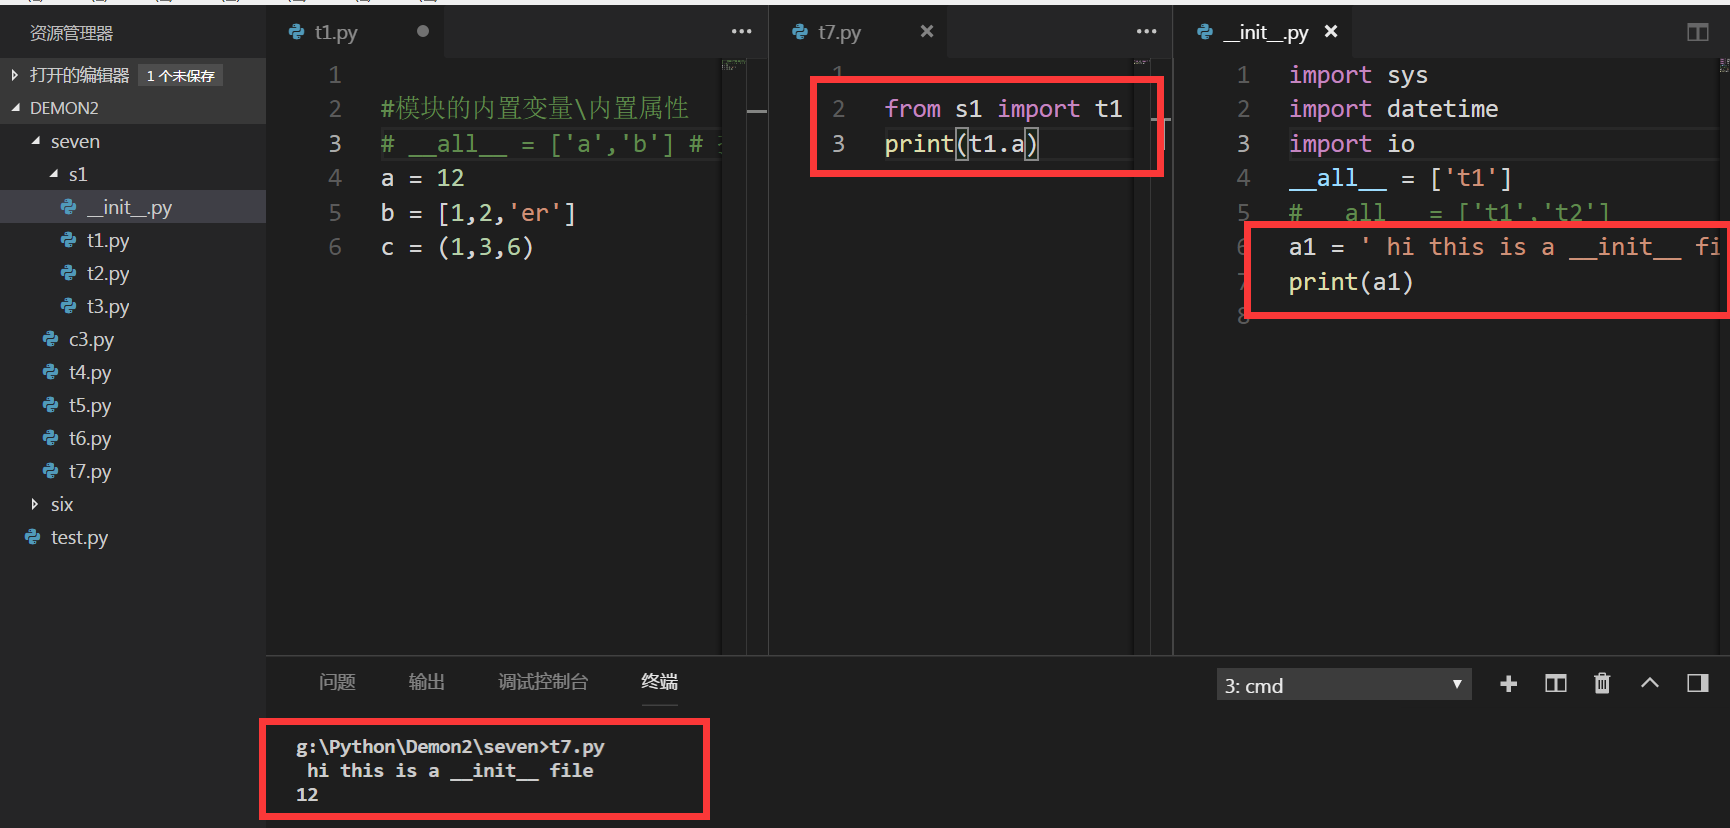 资源管理器
打开的编辑器 1 个未保存
DEMON2
seven
s1
__init__.py
t1.py
t2.py
t3.py
c3.py
t4.py
t5.py
t6.py
t7.py
six
test.py
t1.py
1
2 #模块的内置变量\内置属性
3 # __all__ = ['a','b'] #
4 a = 12
5 b = [1,2,'er']
6 c = (1,3,6)
t7.py
1
2 from s1 import t1
3 print(t1.a)
__init__.py
1 import sys
2 import datetime
3 import io
4 __all__ = ['t1']
5 # __all__ = ['t1','t2']
6 a1 = ' hi this is a __init__ fi
7 print(a1)
8
问题 输出 调试控制台 终端
3: cmd
g:\Python\Demon2\seven>t7.py
hi this is a __init__ file
12